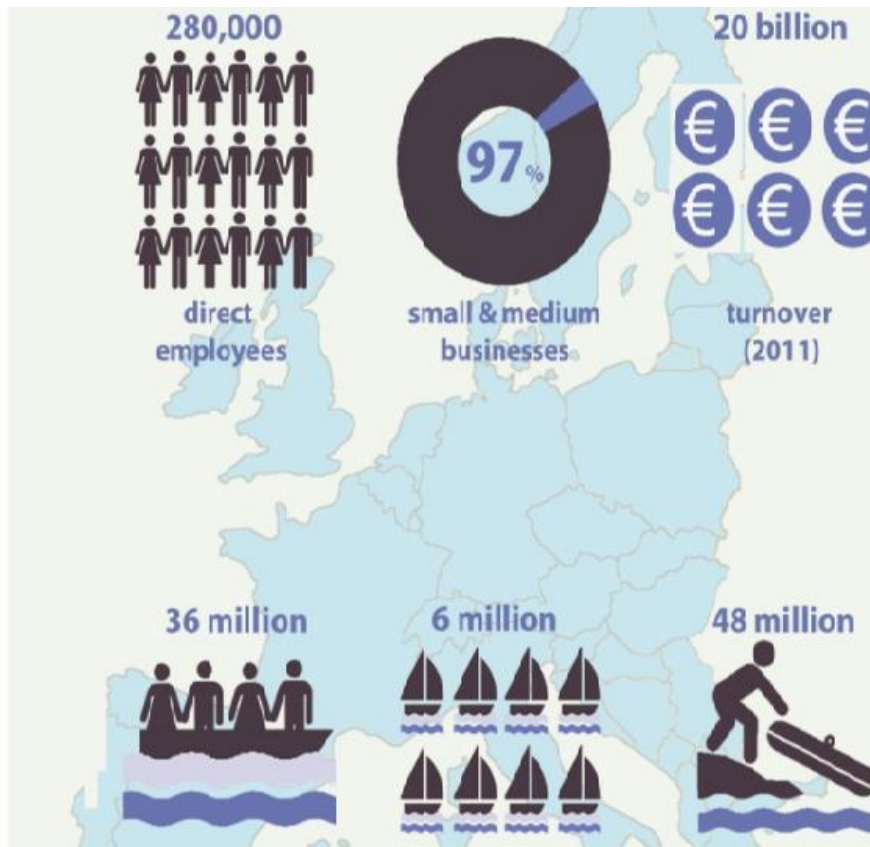 280,000
direct
employees
97%
small & medium
businesses
20 billion
€ € €
€ € €
turnover
(2011)
36 million
6 million
48 million